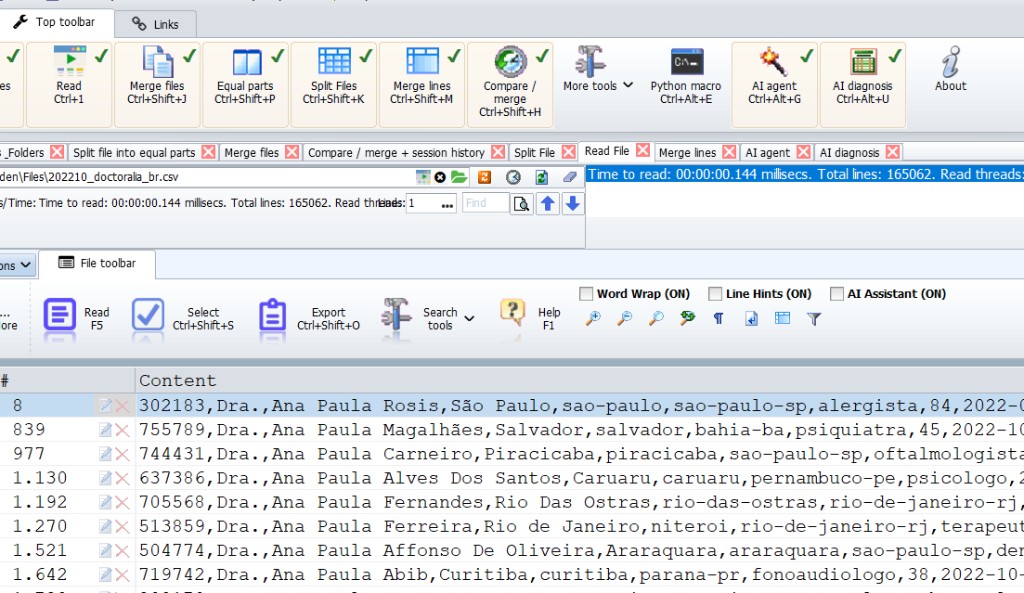 Top toolbar Links
es Read Merge files Equal parts Split Files Merge lines Compare / More tools Python macro AI agent AI diagnosis About
Ctrl+1 Ctrl+Shift+J Ctrl+Shift+P Ctrl+Shift+K Ctrl+Shift+M merge Ctrl+Alt+E Ctrl+Alt+G Ctrl+Alt+U
Ctrl+Shift+H
_Folders Split file into equal parts Merge files Compare / merge + session history Split File Read File Merge lines AI agent AI diagnosis
den\Files\202210_doctoralia_br.csv
Time to read: 00:00:00.144 millisecs. Total lines: 165062. Read threads:
s/Time: Time to read: 00:00:00.144 millisecs. Total lines: 165062. Read threads: 1 ... Find
ons File toolbar
Word Wrap (ON) Line Hints (ON) AI Assistant (ON)
... Read Select Export Search Help
ore F5 Ctrl+Shift+S Ctrl+Shift+O tools F1
# Content
8 302183,Dra.,Ana Paula Rosis,São Paulo,sao-paulo,sao-paulo-sp,alergista,84,2022-0
839 755789,Dra.,Ana Paula Magalhães,Salvador,salvador,bahia-ba,psiquiatra,45,2022-10
977 744431,Dra.,Ana Paula Carneiro,Piracicaba,piracicaba,sao-paulo-sp,oftalmologista
1.130 637386,Dra.,Ana Paula Alves Dos Santos,Caruaru,caruaru,pernambuco-pe,psicologo,2
1.192 705568,Dra.,Ana Paula Fernandes,Rio Das Ostras,rio-das-ostras,rio-de-janeiro-rj,
1.270 513859,Dra.,Ana Paula Ferreira,Rio de Janeiro,niteroi,rio-de-janeiro-rj,terapeut
1.521 504774,Dra.,Ana Paula Affonso De Oliveira,Araraquara,araraquara,sao-paulo-sp,den
1.642 719742,Dra.,Ana Paula Abib,Curitiba,curitiba,parana-pr,fonoaudiologo,38,2022-10-